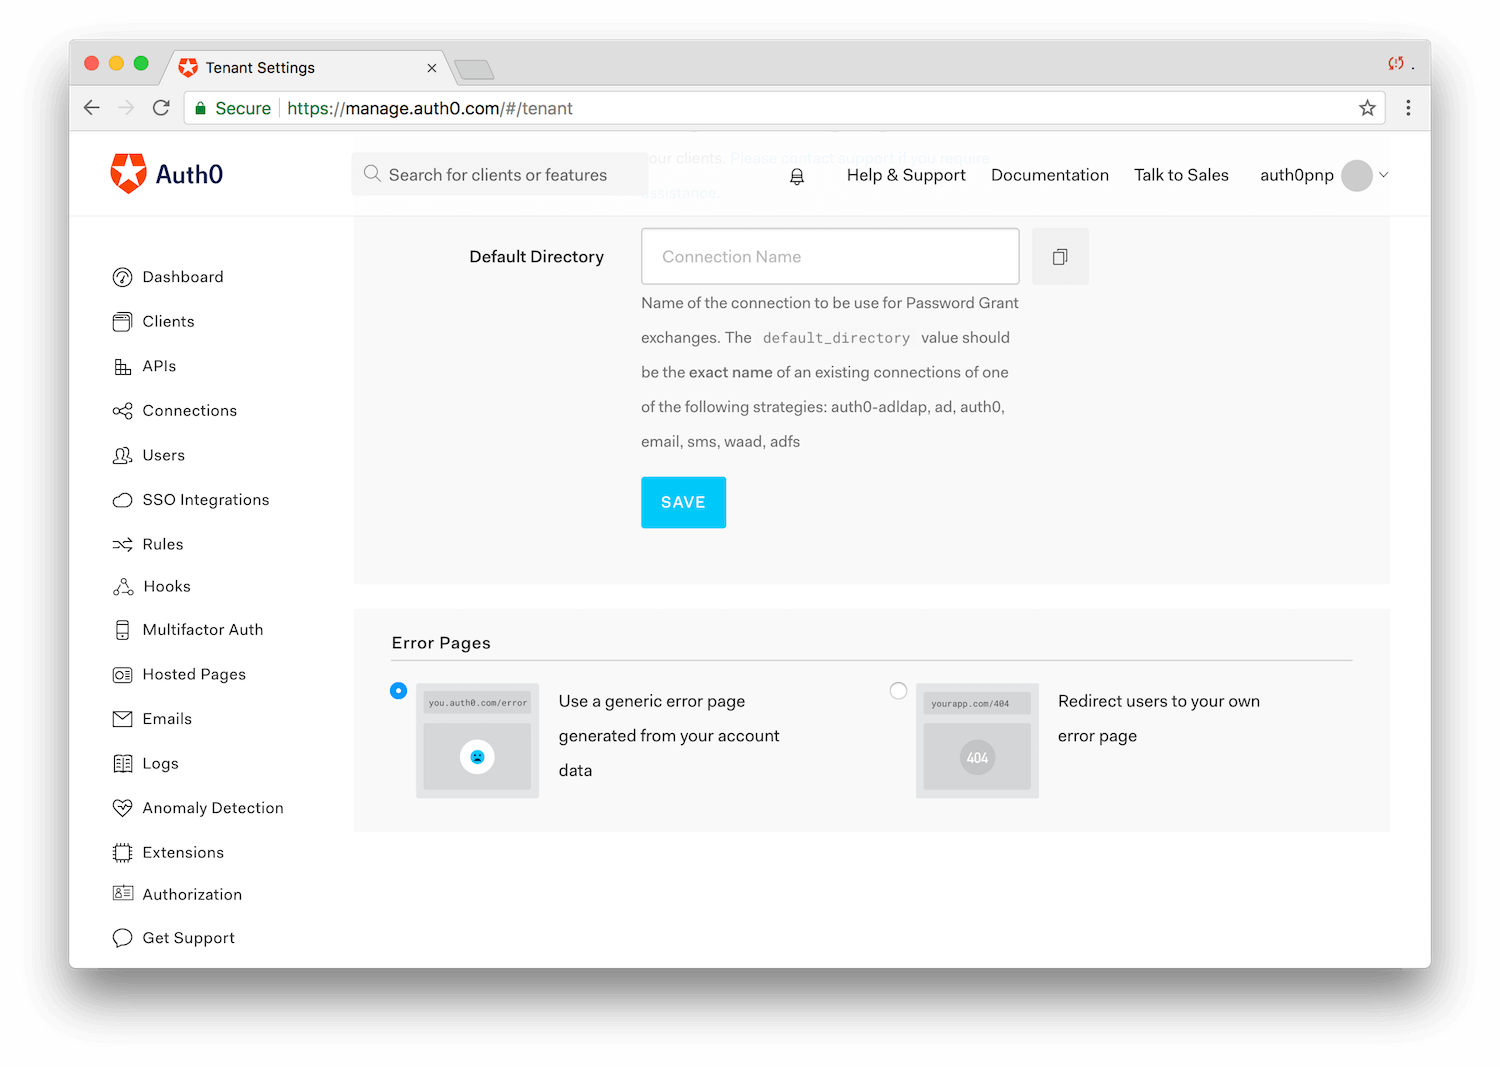 Tenant Settings
Secure https://manage.auth0.com/#/tenant
our clients. Please contact support if you require
assistance.
Auth0
Search for clients or features
Help & Support
Documentation
Talk to Sales
auth0pnp
Dashboard
Clients
APIs
Connections
Users
SSO Integrations
Rules
Hooks
Multifactor Auth
Hosted Pages
Emails
Logs
Anomaly Detection
Extensions
Authorization
Get Support
Default Directory
Connection Name
Name of the connection to be use for Password Grant
exchanges. The default_directory value should
be the exact name of an existing connections of one
of the following strategies: auth0-adldap, ad, auth0,
email, sms, waad, adfs
SAVE
Error Pages
you.auth0.com/error
Use a generic error page
generated from your account
data
yourapp.com/404
404
Redirect users to your own
error page